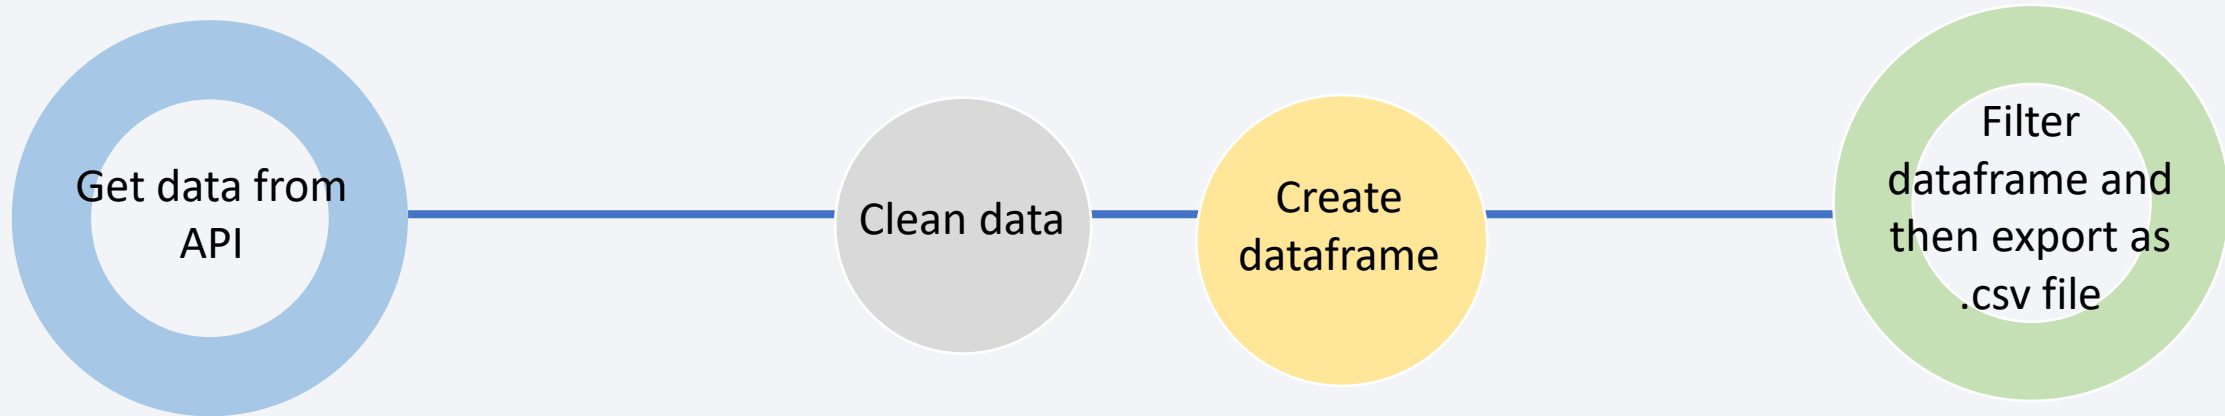 Get data from
API
Clean data
Create
dataframe
Filter
dataframe and
then export as
.csv file